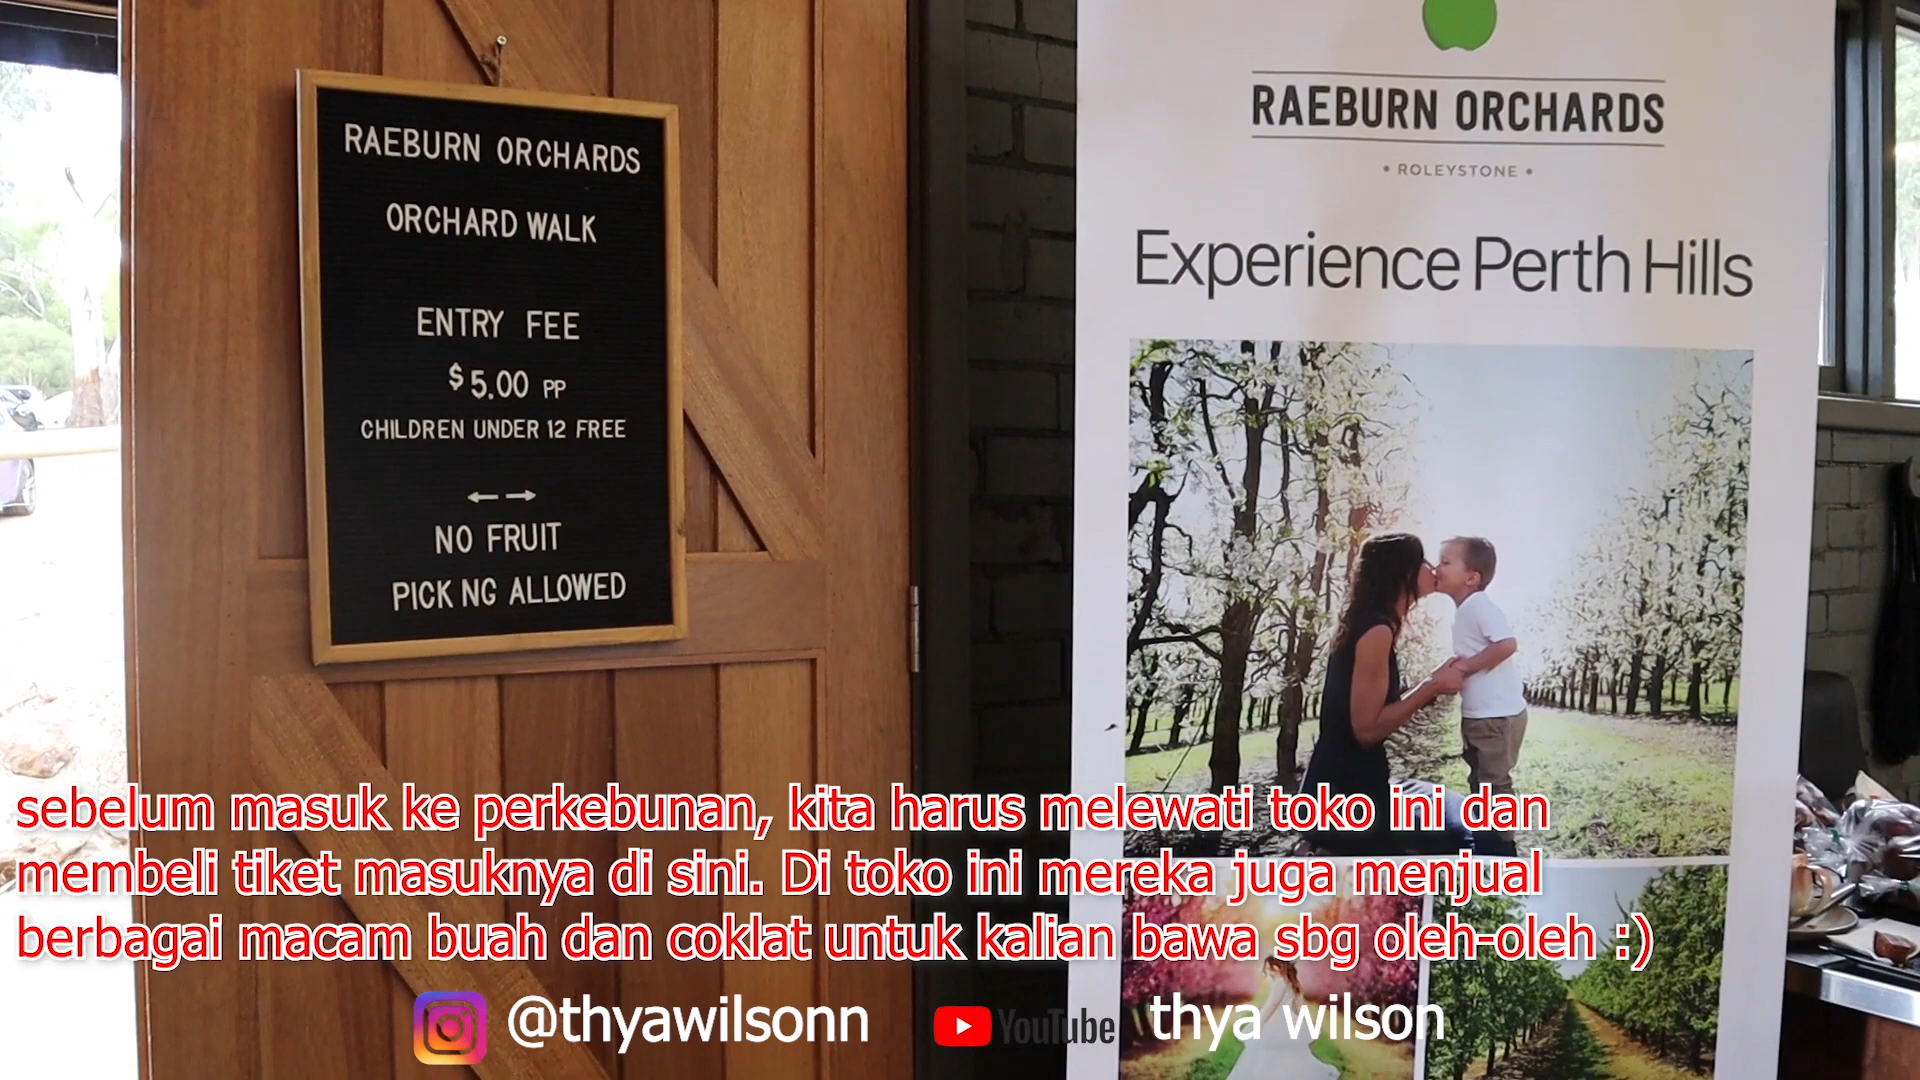 RAEBURN ORCHARDS
ORCHARD WALK
ENTRY FEE
$5.00 PP
CHILDREN UNDER 12 FREE
NO FRUIT
PICK NG ALLOWED
RAEBURN ORCHARDS
• ROLEYSTONE •
Experience Perth Hills
sebelum masuk ke perkebunan, kita harus melewati toko ini dan
membeli tiket masuknya di sini. Di toko ini mereka juga menjual
berbagai macam buah dan coklat untuk kalian bawa sbg oleh-oleh :)
@thyawilsonn
YouTube
thya wilson